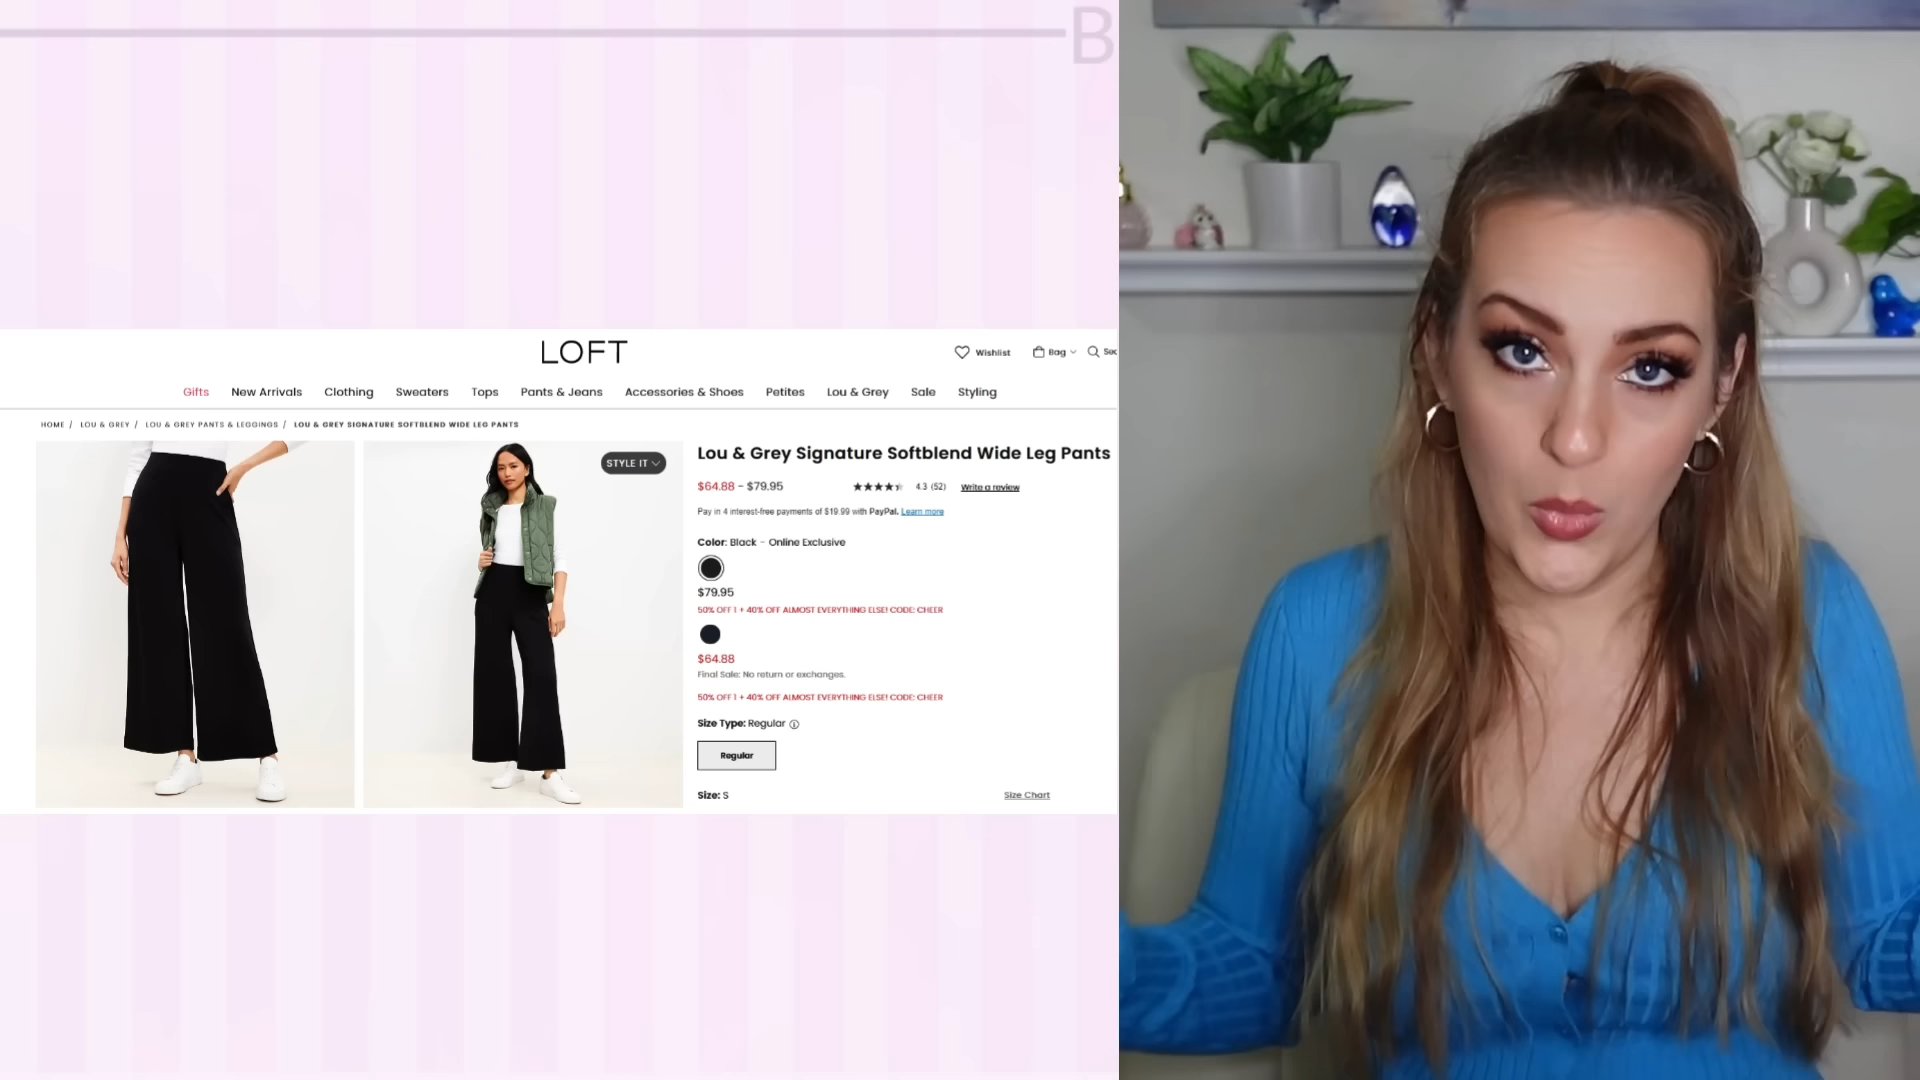 B
LOFT
Wishlist
Bag
Gifts New Arrivals Clothing Sweaters Tops Pants & Jeans Accessories & Shoes Petites Lou & Grey Sale Styling
HOME / LOU & GREY / LOU & GREY PANTS & LEGGINGS / LOU & GREY SIGNATURE SOFTBLEND WIDE LEG PANTS
STYLE IT
Lou & Grey Signature Softblend Wide Leg Pants
$64.88 - $79.95 4.3 (52) Write a review
Pay in 4 interest-free payments of $19.99 with PayPal. Learn more
Color: Black - Online Exclusive
$79.95
50% OFF 1 + 40% OFF ALMOST EVERYTHING ELSE! CODE: CHEER
$64.88
Final Sale: No return or exchanges.
50% OFF 1 + 40% OFF ALMOST EVERYTHING ELSE! CODE: CHEER
Size Type: Regular
Regular
Size: S Size Chart